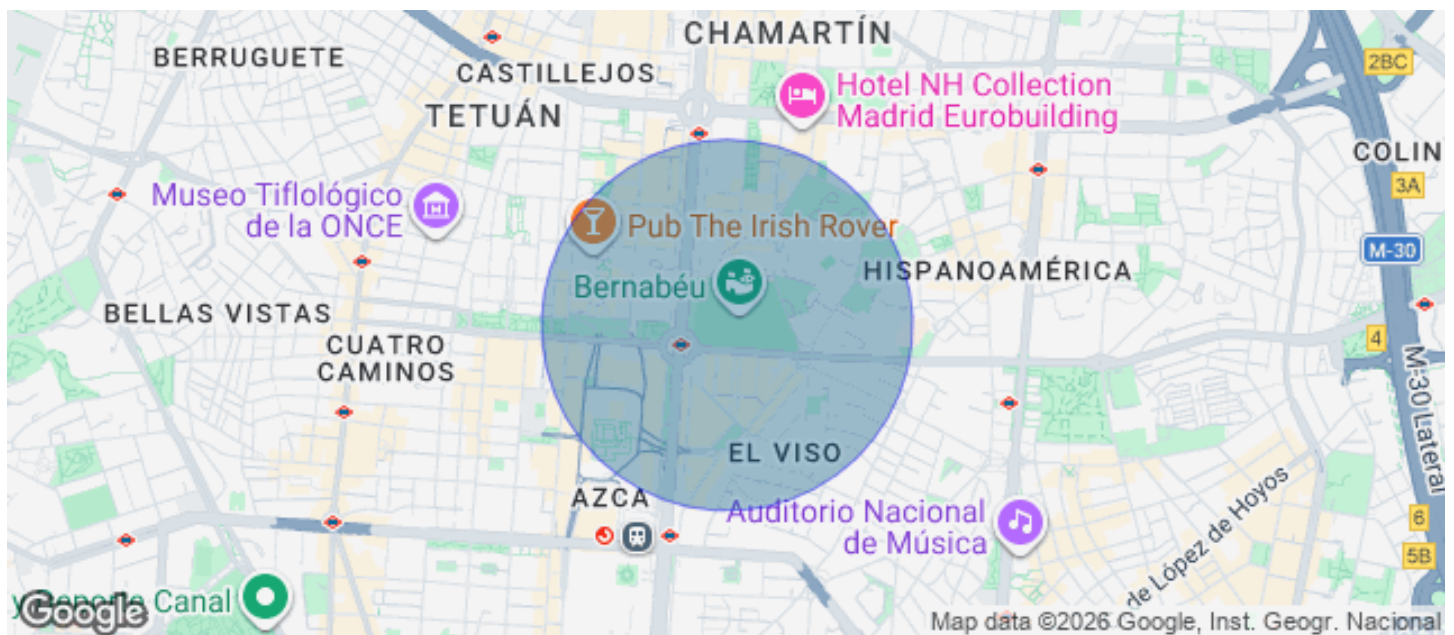 CHAMARTÍN
BERRUGUETE
CASTILLEJOS
2BC
Hotel NH Collection
Madrid Eurobuilding
TETUÁN
COLIN
3A
Museo Tiflológico
de la ONCE
Pub The Irish Rover
M-30
HISPANOAMÉRICA
Bernabéu
BELLAS VISTAS
4
CUATRO
CAMINOS
M-30 Lateral
EL VISO
AZCA
Auditorio Nacional
de Música
de López de Hoyos
6
5B
y Deporte Canal
Google
Map data ©2026 Google, Inst. Geogr. Nacional